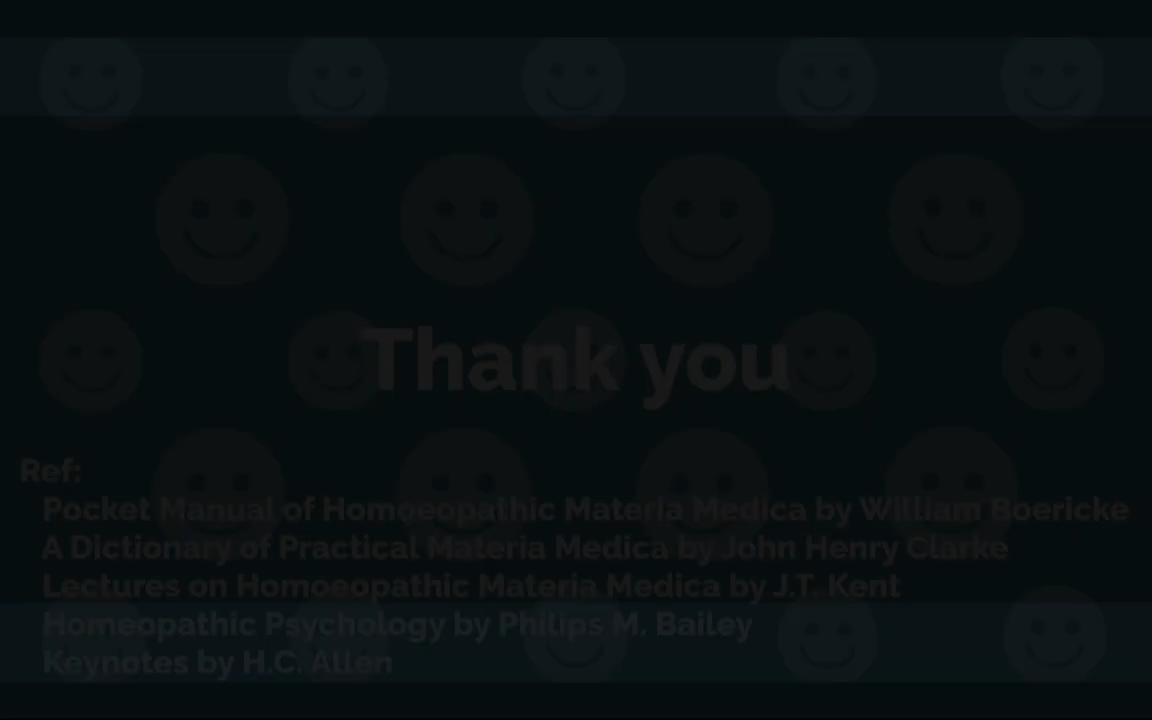 Thank you
Ref:
Pocket Manual of Homoeopathic Materia Medica by William Boericke
A Dictionary of Practical Materia Medica by John Henry Clarke
Lectures on Homoeopathic Materia Medica by J.T. Kent
Homeopathic Psychology by Philips M. Bailey
Keynotes by H.C. Allen